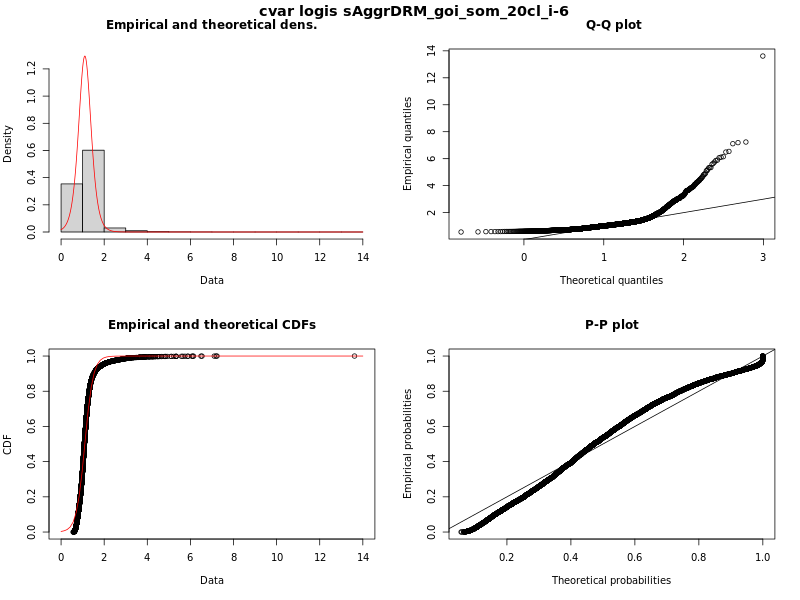 cvar logis sAggrDRM_goi_som_20cl_i-6
Empirical and theoretical dens.
Density
0.0 0.2 0.4 0.6 0.8 1.0 1.2
0 2 4 6 8 10 12 14
Data
Q-Q plot
Empirical quantiles
2 4 6 8 10 12 14
0 1 2 3
Theoretical quantiles
Empirical and theoretical CDFs
CDF
0.0 0.2 0.4 0.6 0.8 1.0
0 2 4 6 8 10 12 14
Data
P-P plot
Empirical probabilities
0.0 0.2 0.4 0.6 0.8 1.0
0.2 0.4 0.6 0.8 1.0
Theoretical probabilities